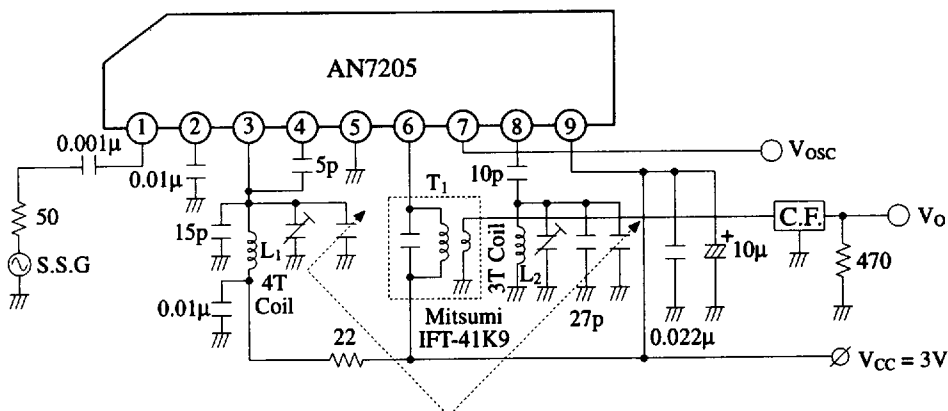 AN7205
1 2 3 4 5 6 7 8 9
0.001μ
0.01μ
5p
10p
VOSC
T1
50
S.S.G
15p
L1
4T
Coil
0.01μ
22
Mitsumi
IFT-41K9
3T Coil
L2
27p
+
10μ
0.022μ
C.F.
VO
470
VCC = 3V